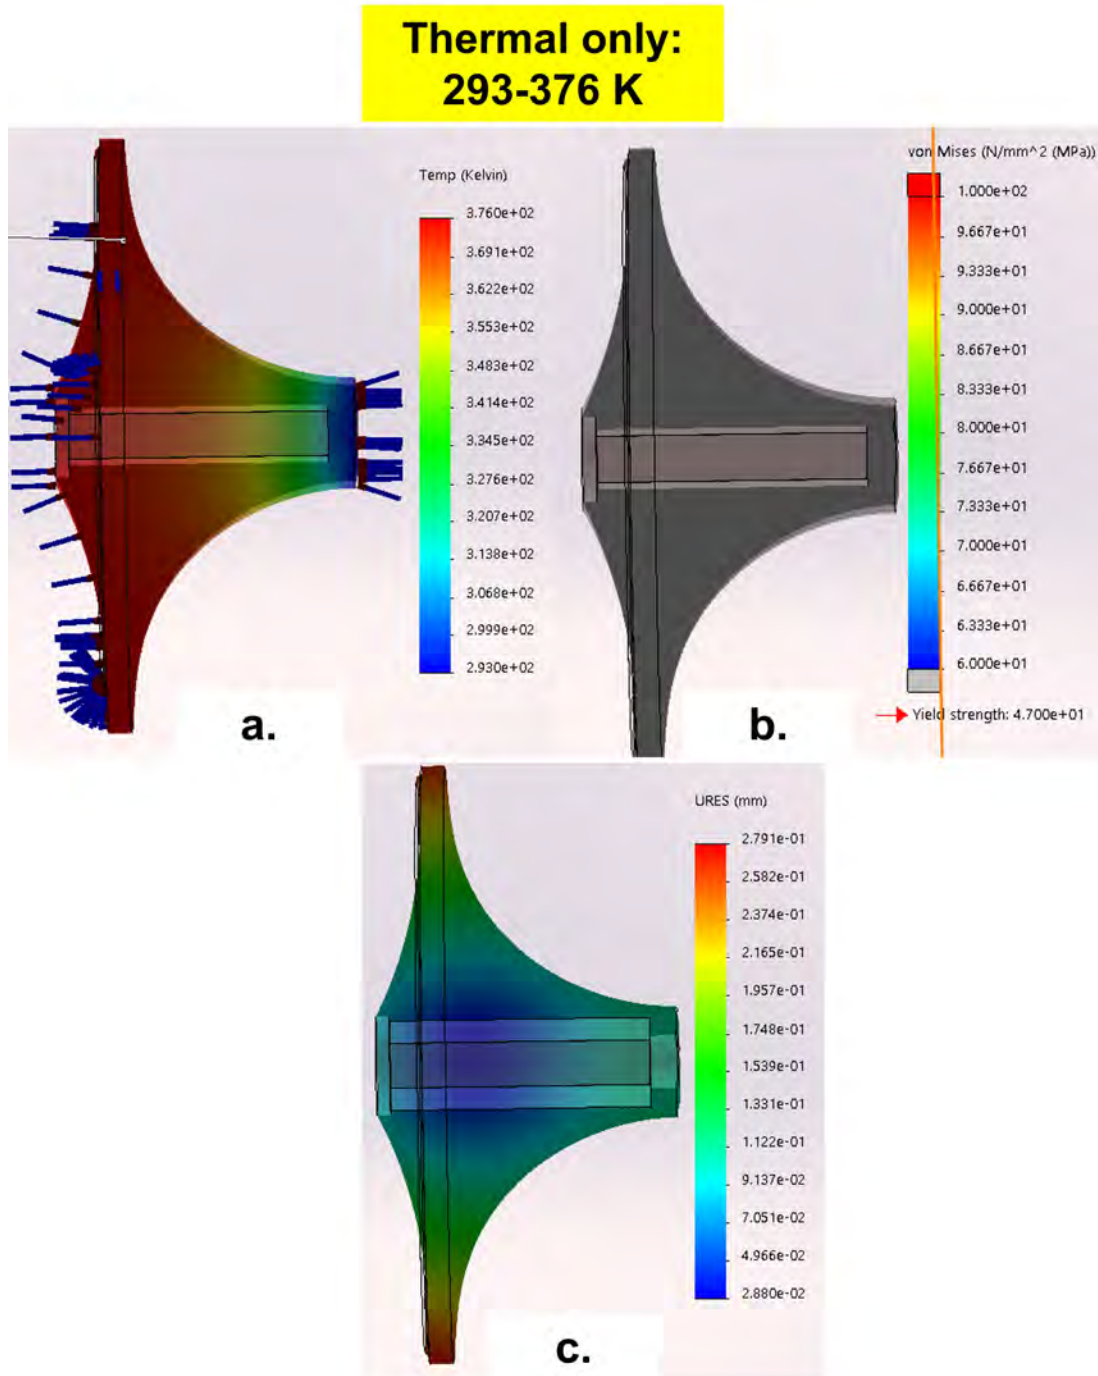 Thermal only:
293-376 K
Temp (Kelvin)
3.760e+02
3.691e+02
3.622e+02
3.553e+02
3.483e+02
3.414e+02
3.345e+02
3.276e+02
3.207e+02
3.138e+02
3.068e+02
2.999e+02
2.930e+02
a.
von Mises (N/mm^2 (MPa))
1.000e+02
9.667e+01
9.333e+01
9.000e+01
8.667e+01
8.333e+01
8.000e+01
7.667e+01
7.333e+01
7.000e+01
6.667e+01
6.333e+01
6.000e+01
Yield strength: 4.700e+01
b.
URES (mm)
2.791e-01
2.582e-01
2.374e-01
2.165e-01
1.957e-01
1.748e-01
1.539e-01
1.331e-01
1.122e-01
9.137e-02
7.051e-02
4.966e-02
2.880e-02
c.